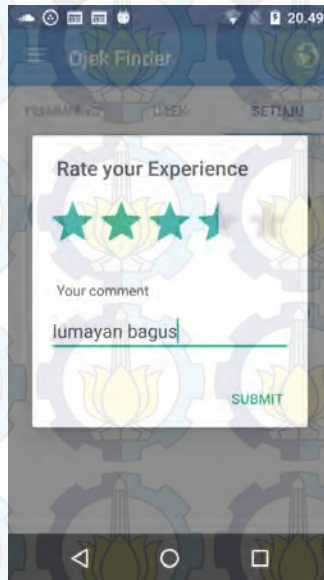 20.49
Ojek Finder
SETUJU
Rate your Experience
Your comment
lumayan bagus
SUBMIT